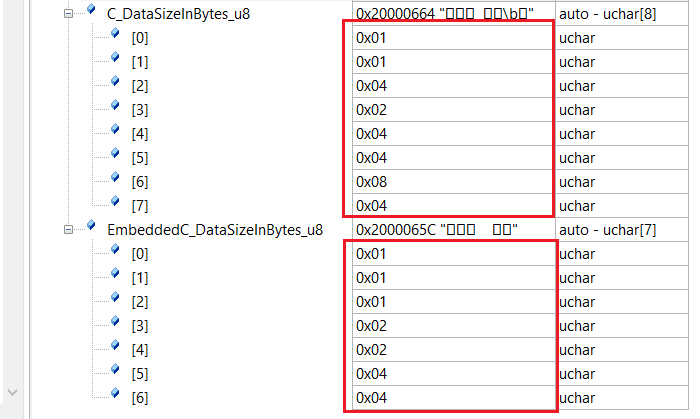 C_DataSizeInBytes_u8 0x20000664 "▯▯▯ ▯▯\b▯" auto - uchar[8]
[0] 0x01 uchar
[1] 0x01 uchar
[2] 0x04 uchar
[3] 0x02 uchar
[4] 0x04 uchar
[5] 0x04 uchar
[6] 0x08 uchar
[7] 0x04 uchar
EmbeddedC_DataSizeInBytes_u8 0x2000065C "▯▯▯ ▯▯" auto - uchar[7]
[0] 0x01 uchar
[1] 0x01 uchar
[2] 0x01 uchar
[3] 0x02 uchar
[4] 0x02 uchar
[5] 0x04 uchar
[6] 0x04 uchar